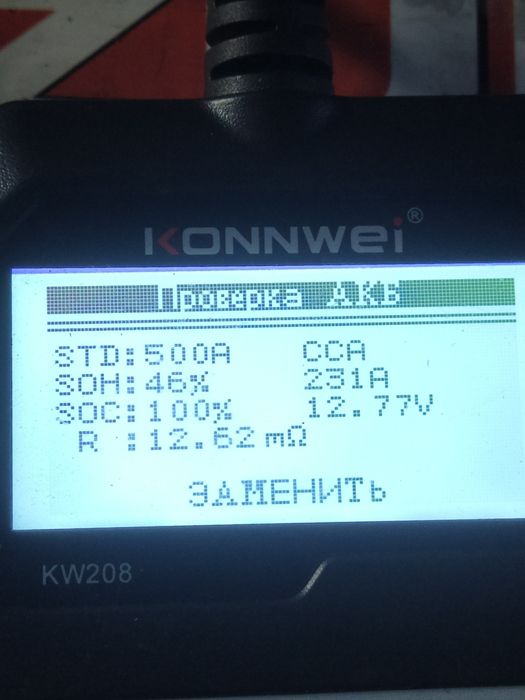 KONNWEI®
Проверка АКБ
STD:500A CCA
SOH:46% 231A
SOC:100% 12.77V
R :12.62mΩ
ЗАМЕНИТЬ
KW208